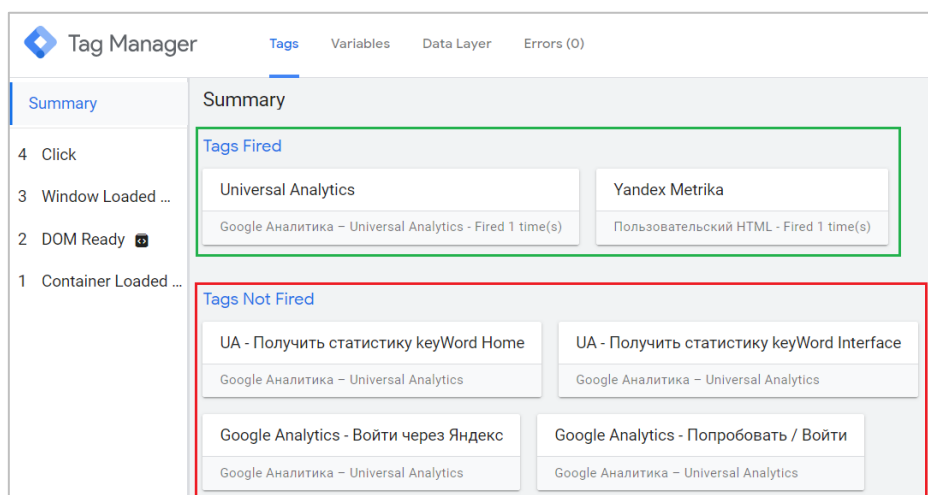 Tag Manager
Tags Variables Data Layer Errors (0)
Summary
4 Click
3 Window Loaded ...
2 DOM Ready
1 Container Loaded ...
Summary
Tags Fired
Universal Analytics
Google Аналитика – Universal Analytics - Fired 1 time(s)
Yandex Metrika
Пользовательский HTML - Fired 1 time(s)
Tags Not Fired
UA - Получить статистику keyWord Home
Google Аналитика – Universal Analytics
UA - Получить статистику keyWord Interface
Google Аналитика – Universal Analytics
Google Analytics - Войти через Яндекс
Google Аналитика – Universal Analytics
Google Analytics - Попробовать / Войти
Google Аналитика – Universal Analytics